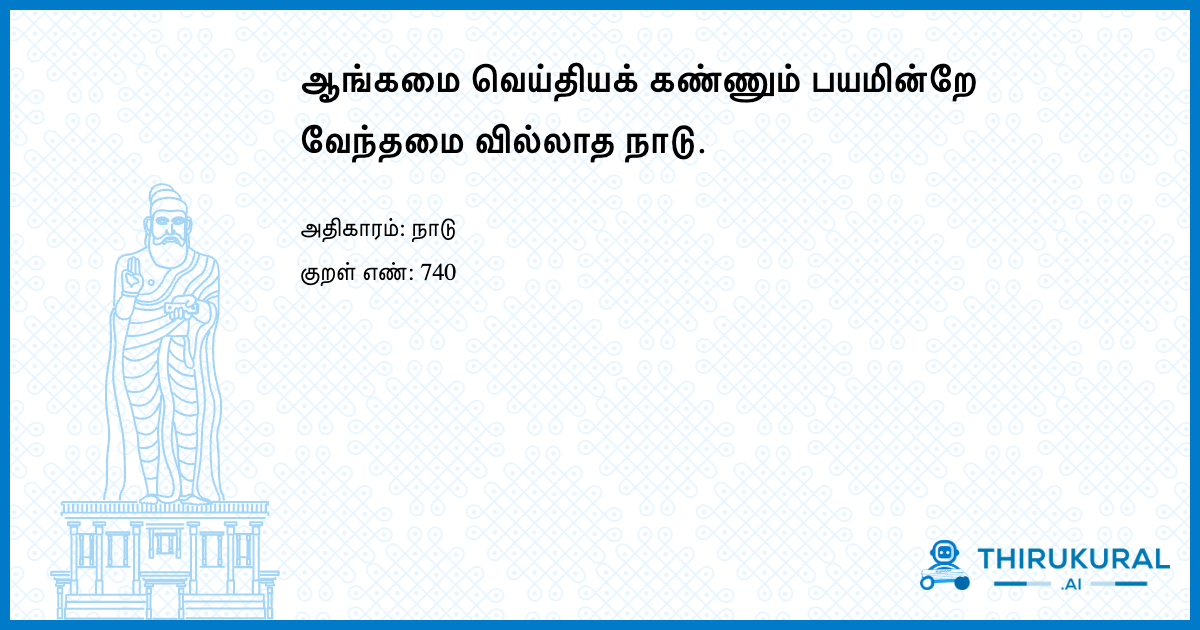 ஆங்கமை வெய்தியக் கண்ணும் பயமின்றே
வேந்தமை வில்லாத நாடு.
அதிகாரம்: நாடு
குறள் எண்: 740
THIRUKURAL
.AI